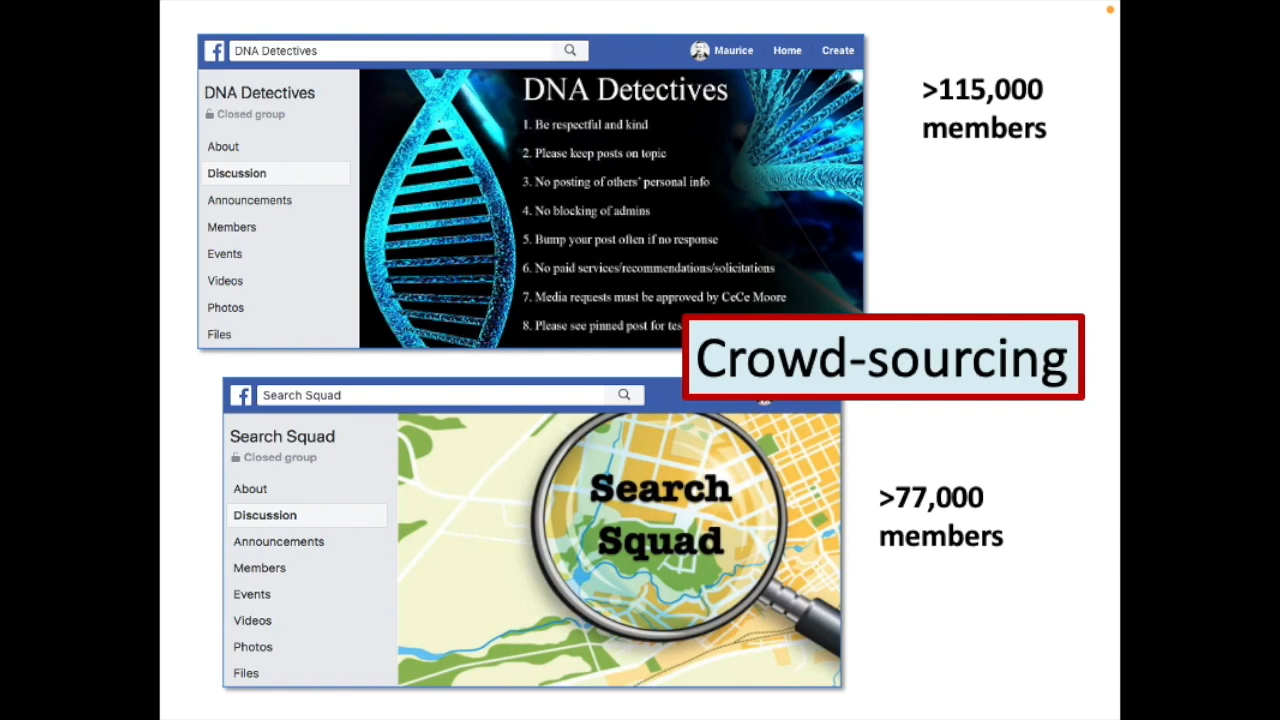 DNA Detectives
Maurice Home Create
DNA Detectives
Closed group
About
Discussion
Announcements
Members
Events
Videos
Photos
Files
DNA Detectives
1. Be respectful and kind
2. Please keep posts on topic
3. No posting of others' personal info
4. No blocking of admins
5. Bump your post often if no response
6. No paid services/recommendations/solicitations
7. Media requests must be approved by CeCe Moore
8. Please see pinned post for
>115,000
members
Crowd-sourcing
Search Squad
Search Squad
Closed group
About
Discussion
Announcements
Members
Events
Videos
Photos
Files
Search
Squad
>77,000
members